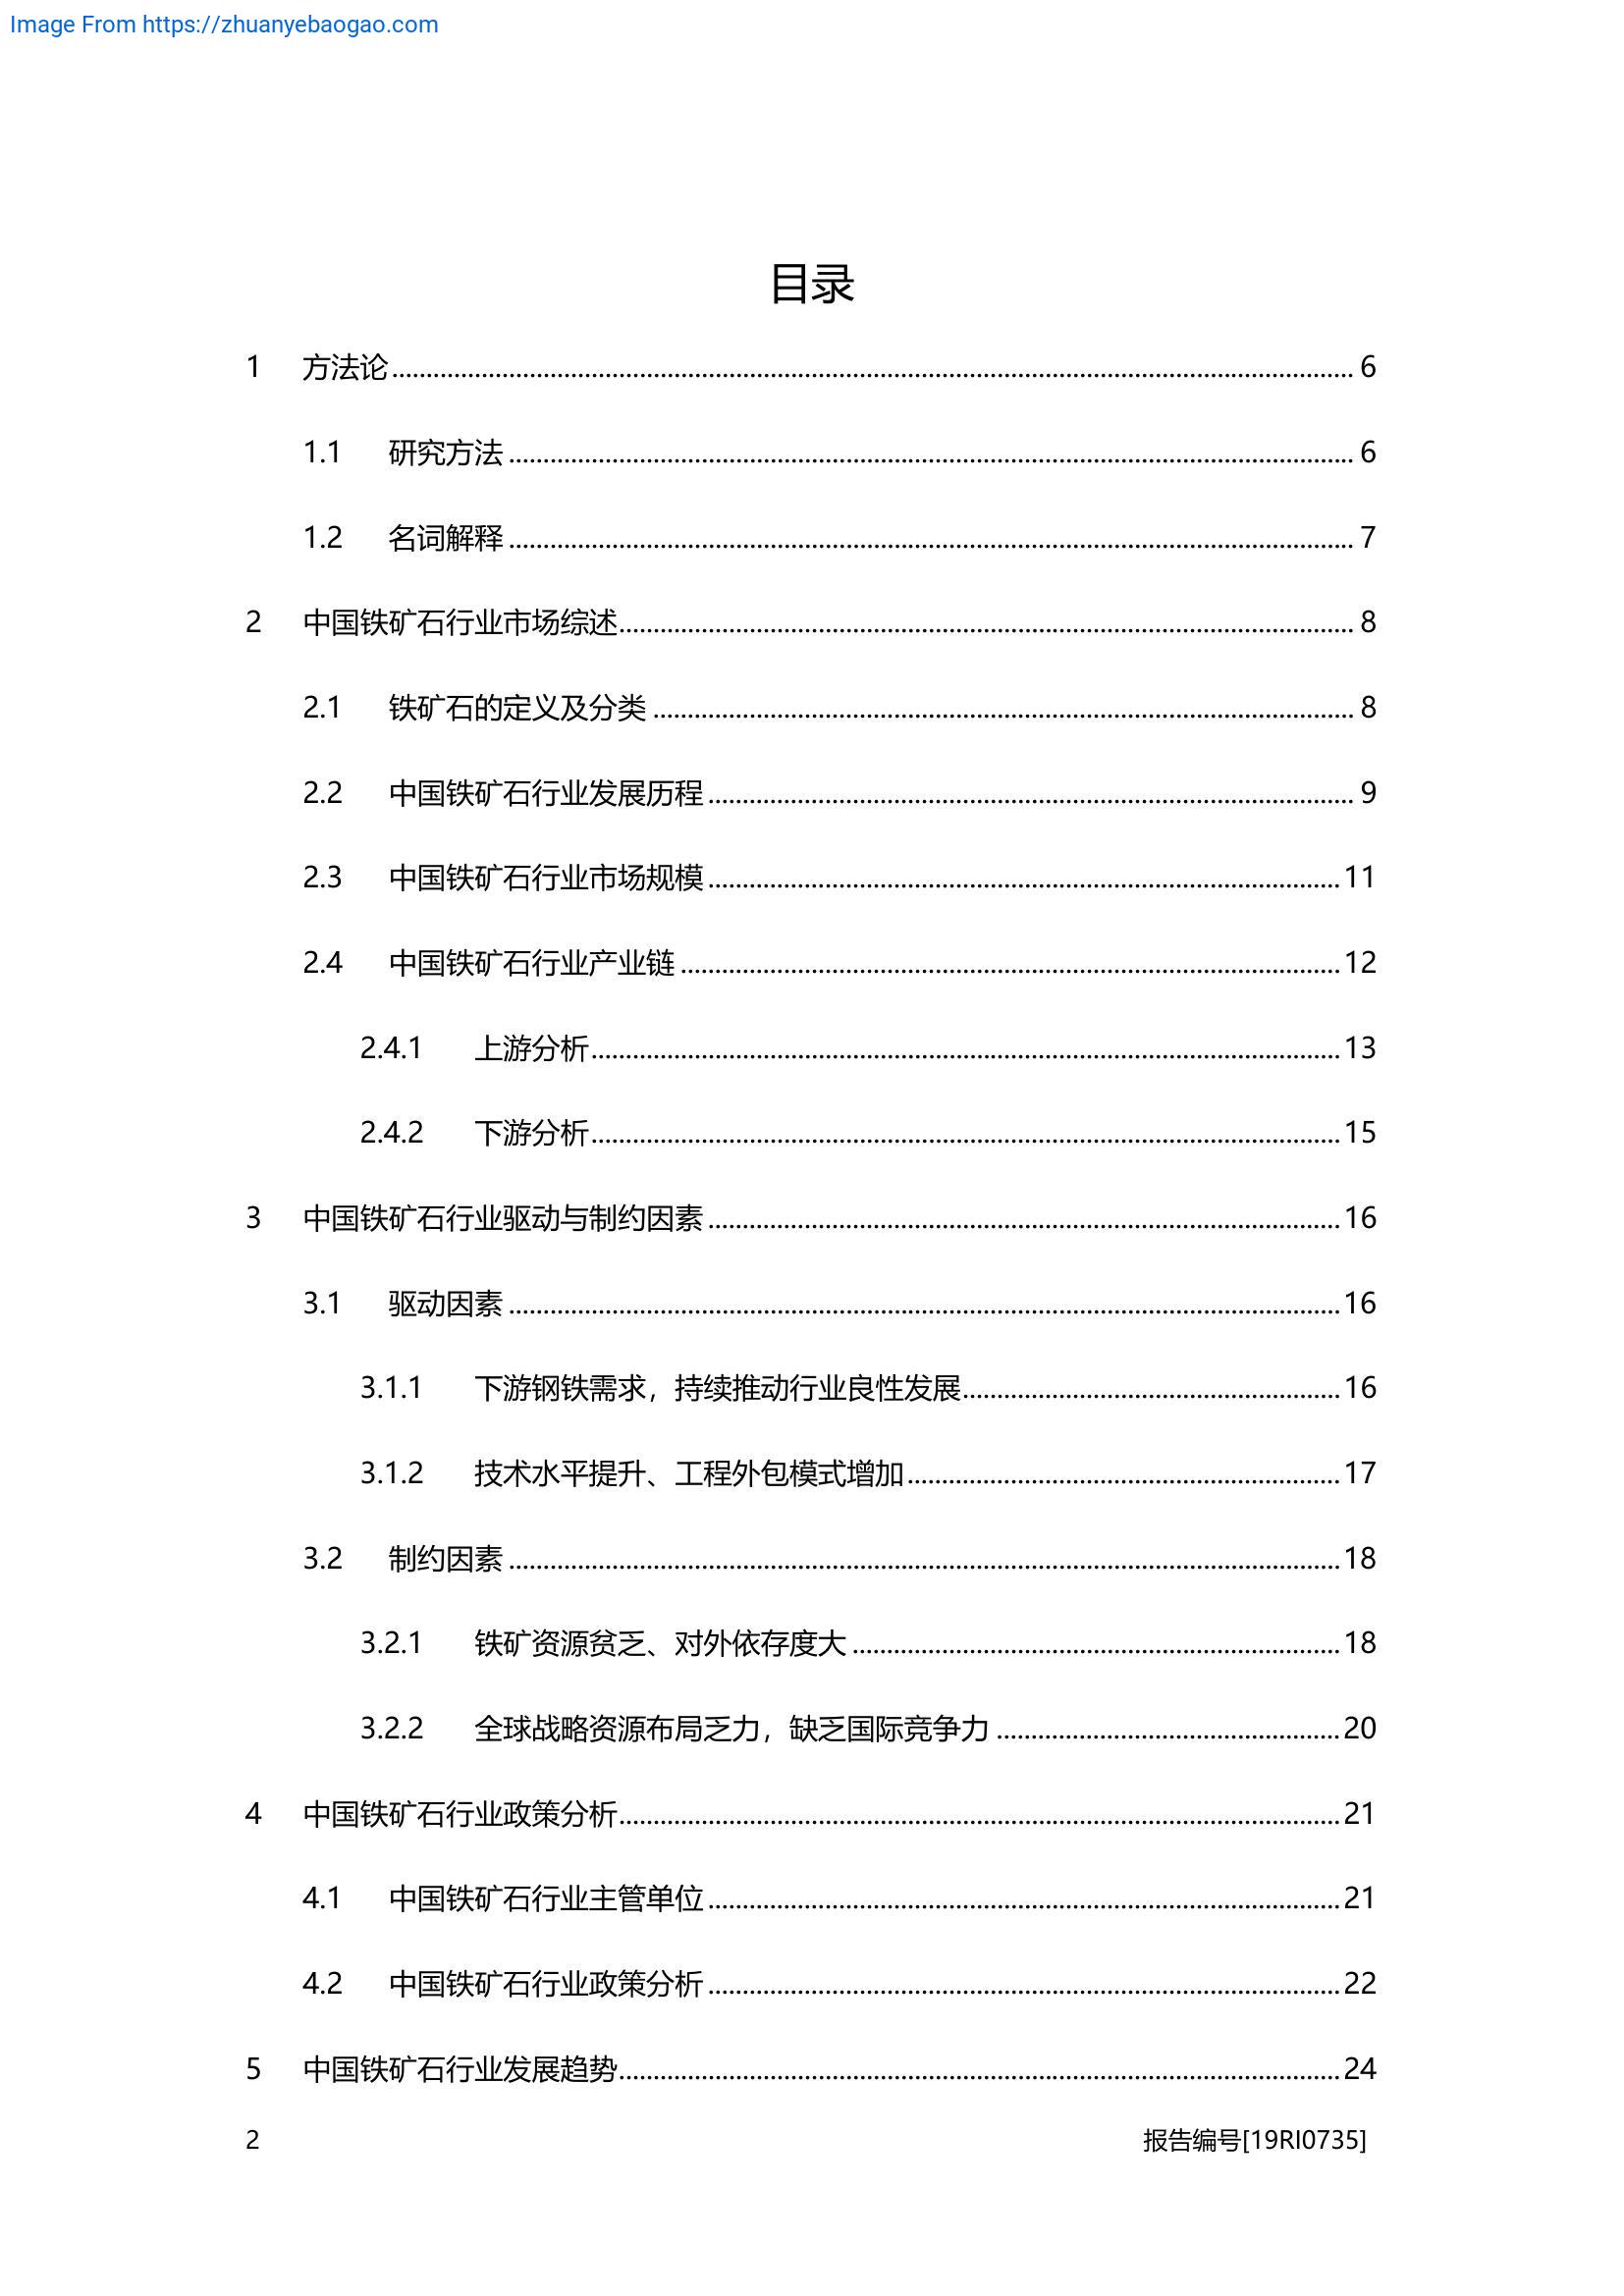 Image From https://zhuanyebaogao.com
目录
1 方法论 6
1.1 研究方法 6
1.2 名词解释 7
2 中国铁矿石行业市场综述 8
2.1 铁矿石的定义及分类 8
2.2 中国铁矿石行业发展历程 9
2.3 中国铁矿石行业市场规模 11
2.4 中国铁矿石行业产业链 12
2.4.1 上游分析 13
2.4.2 下游分析 15
3 中国铁矿石行业驱动与制约因素 16
3.1 驱动因素 16
3.1.1 下游钢铁需求，持续推动行业良性发展 16
3.1.2 技术水平提升、工程外包模式增加 17
3.2 制约因素 18
3.2.1 铁矿资源贫乏、对外依存度大 18
3.2.2 全球战略资源布局乏力，缺乏国际竞争力 20
4 中国铁矿石行业政策分析 21
4.1 中国铁矿石行业主管单位 21
4.2 中国铁矿石行业政策分析 22
5 中国铁矿石行业发展趋势 24
2 报告编号[19RI0735]